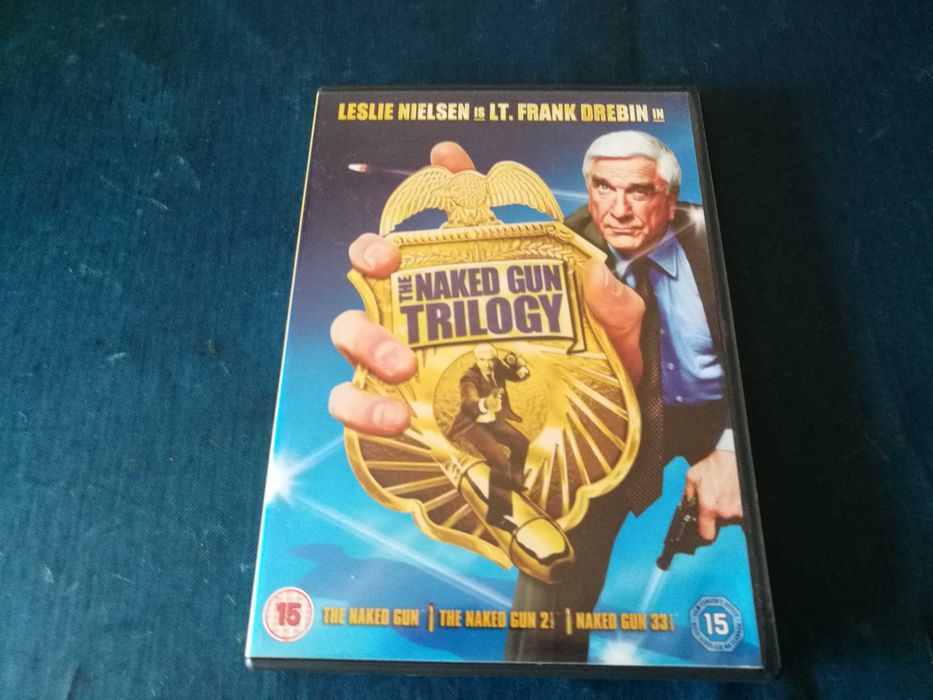 LESLIE NIELSEN IS LT. FRANK DREBIN IN
THE NAKED GUN
TRILOGY
15
THE NAKED GUN | THE NAKED GUN 2½ | NAKED GUN 33⅓
15